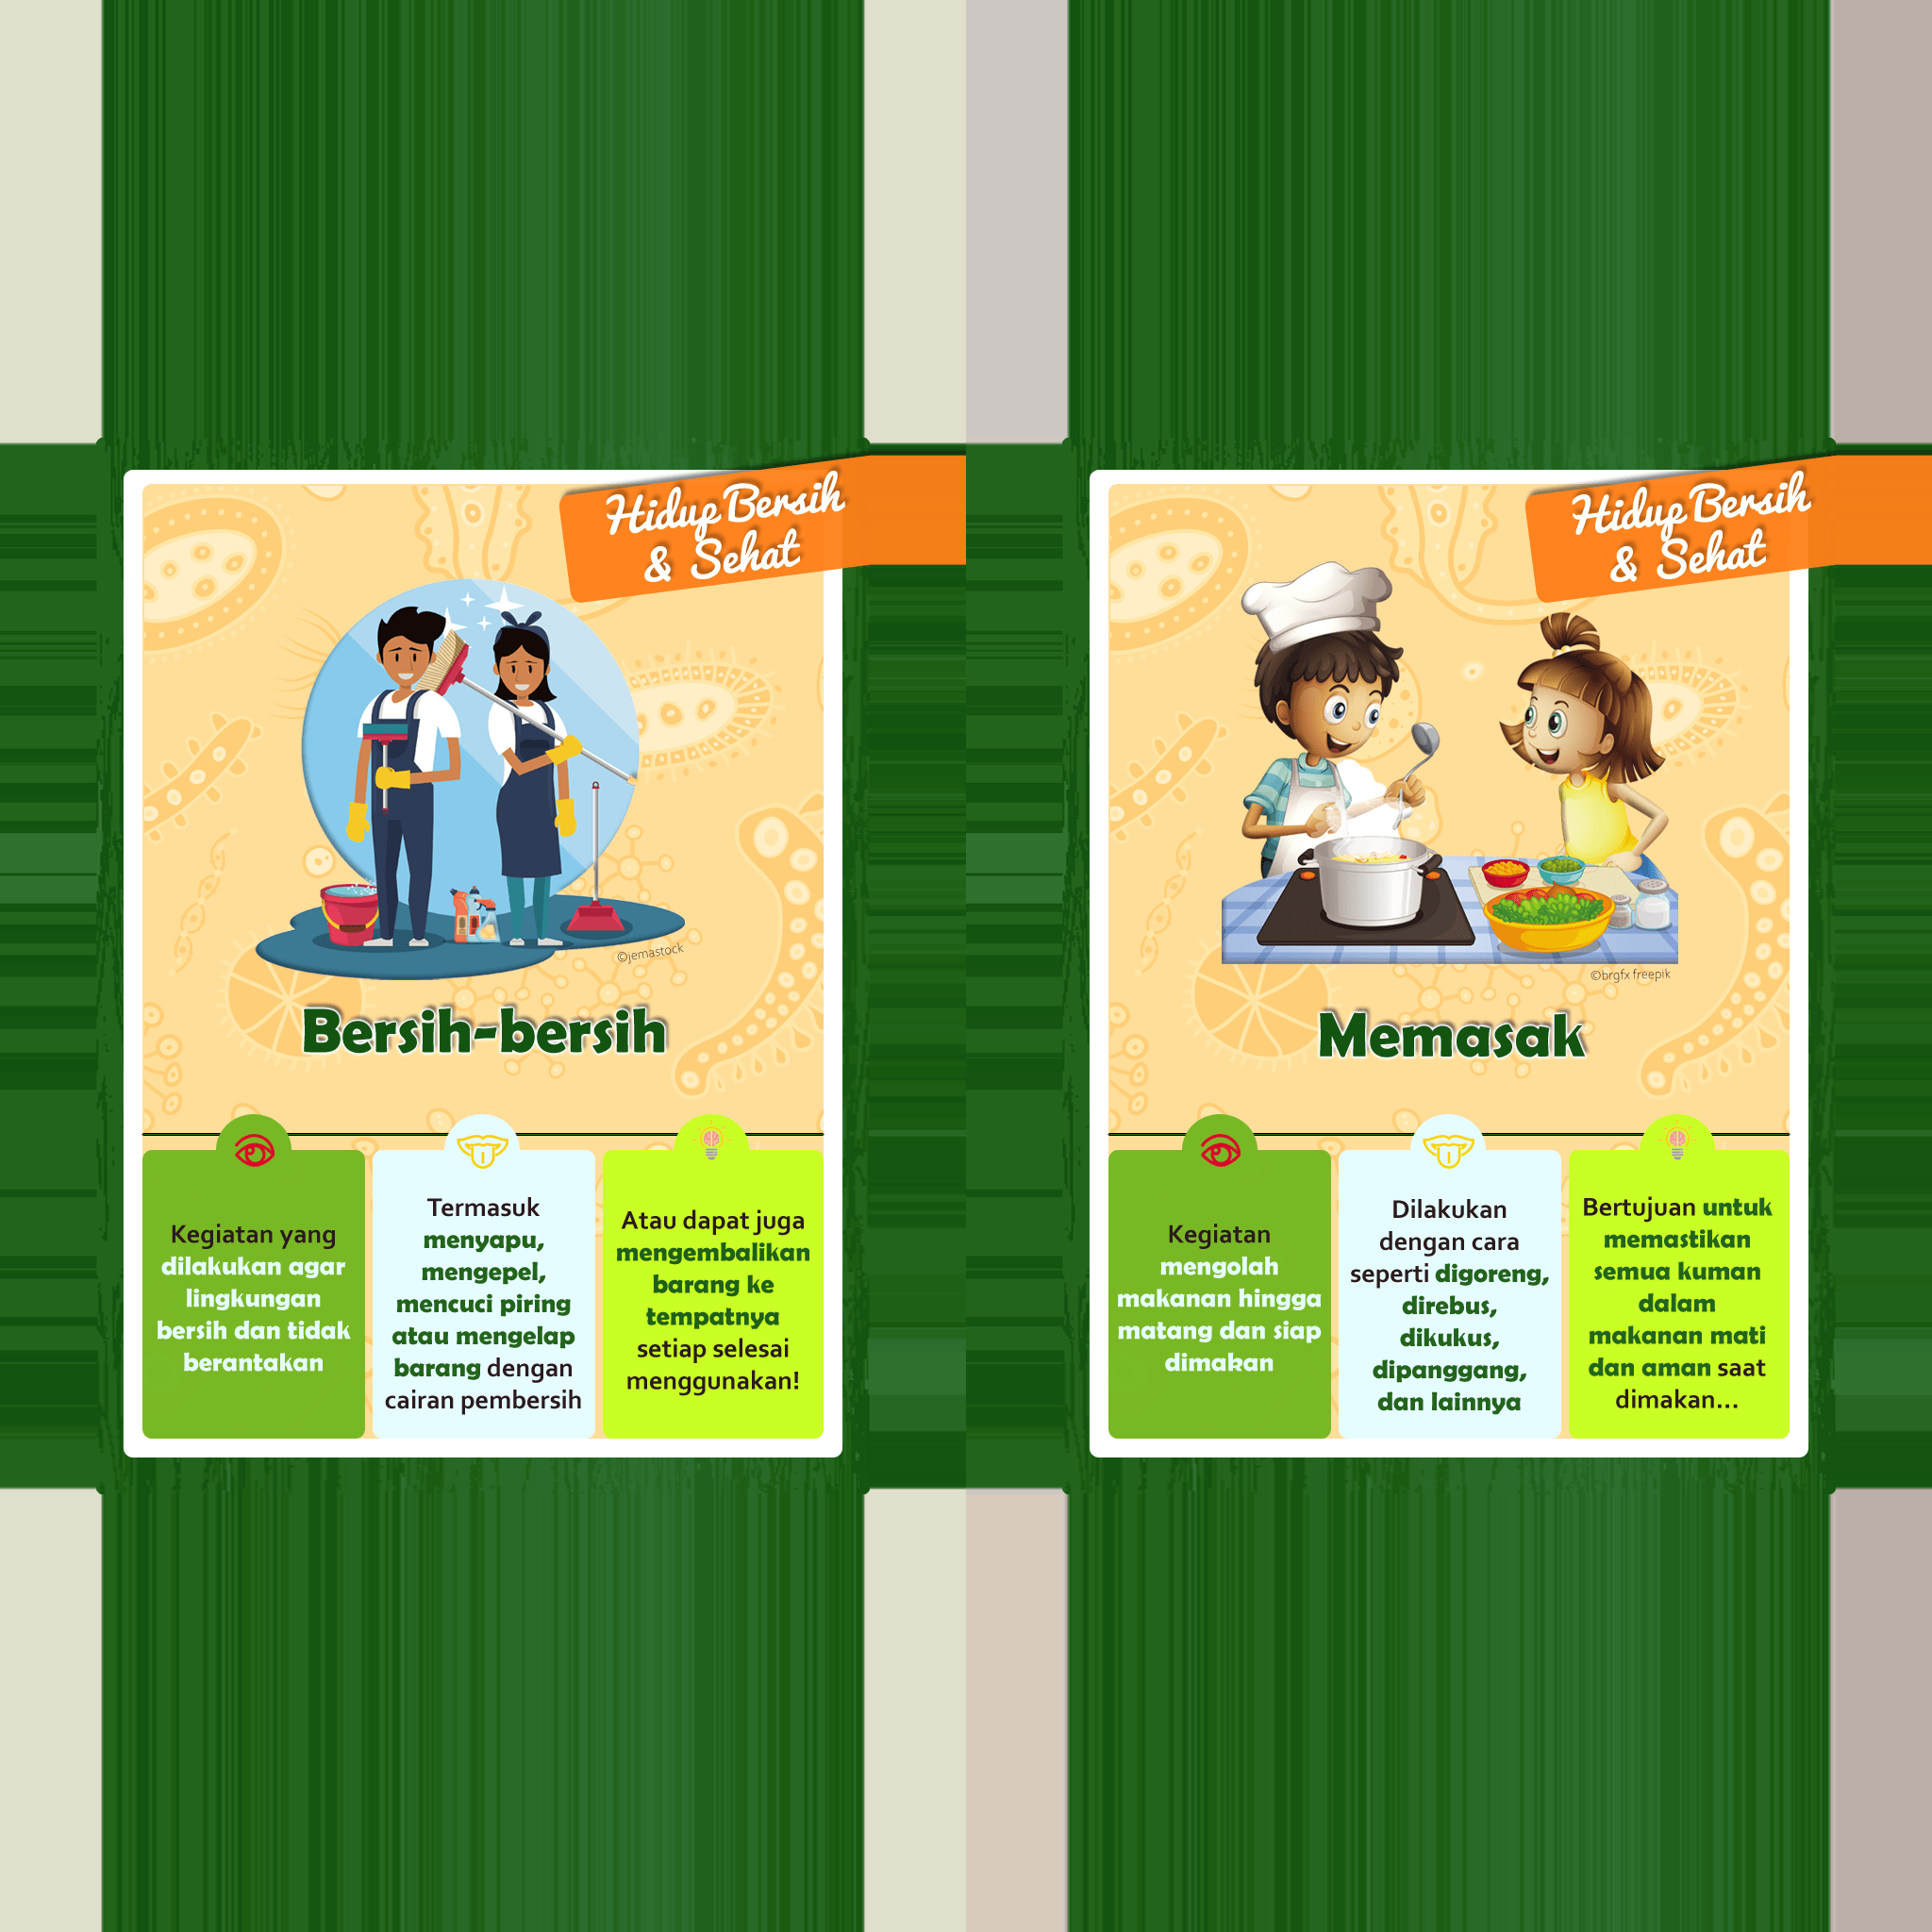 Hidup Bersih
& Sehat
©jemastock
Bersih-bersih
Kegiatan yang
dilakukan agar
lingkungan
bersih dan tidak
berantakan
Termasuk
menyapu,
mengepel,
mencuci piring
atau mengelap
barang dengan
cairan pembersih
Atau dapat juga
mengembalikan
barang ke
tempatnya
setiap selesai
menggunakan!
Hidup Bersih
& Sehat
©brgfx freepik
Memasak
Kegiatan
mengolah
makanan hingga
matang dan siap
dimakan
Dilakukan
dengan cara
seperti digoreng,
direbus,
dikukus,
dipanggang,
dan lainnya
Bertujuan untuk
memastikan
semua kuman
dalam
makanan mati
dan aman saat
dimakan...